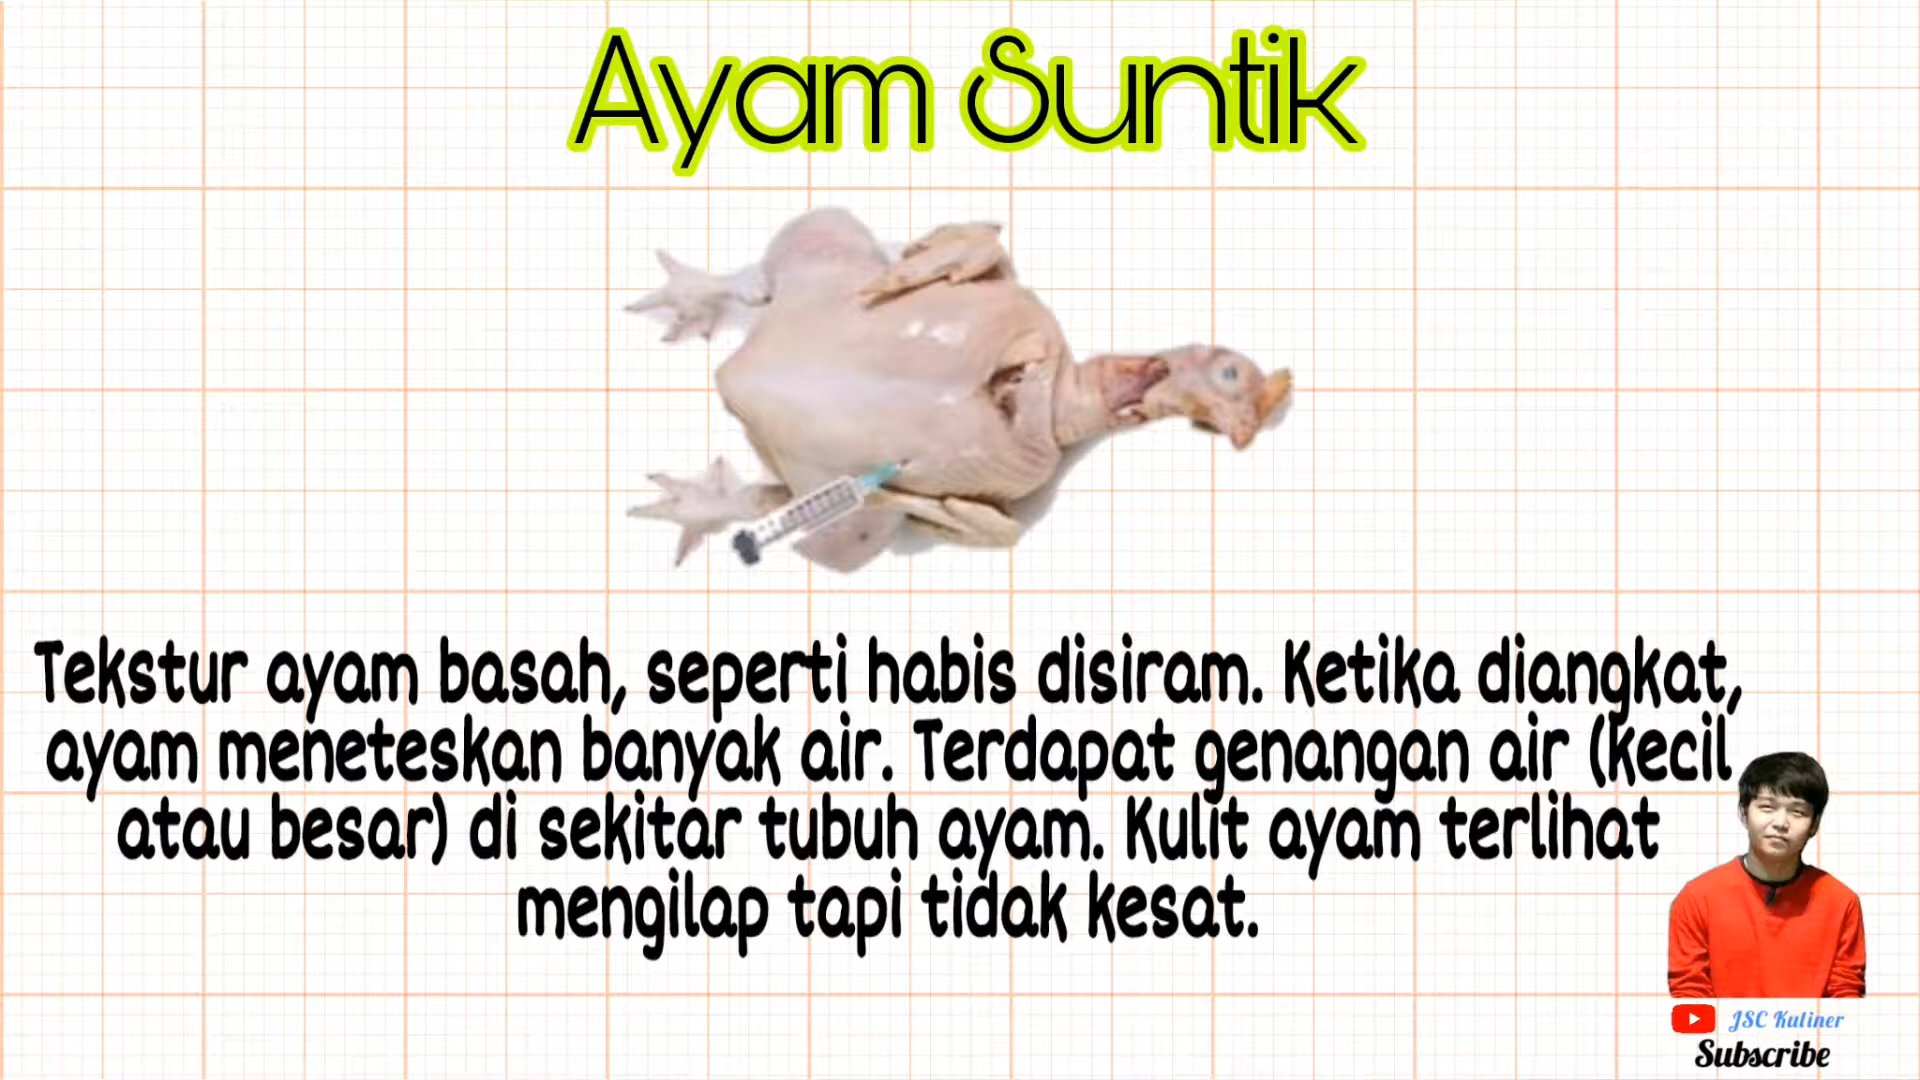 Ayam Suntik
Tekstur ayam basah, seperti habis disiram. Ketika diangkat,
ayam meneteskan banyak air. Terdapat genangan air (kecil
atau besar) di sekitar tubuh ayam. Kulit ayam terlihat
mengilap tapi tidak kesat.
JSC Kuliner
Subscribe